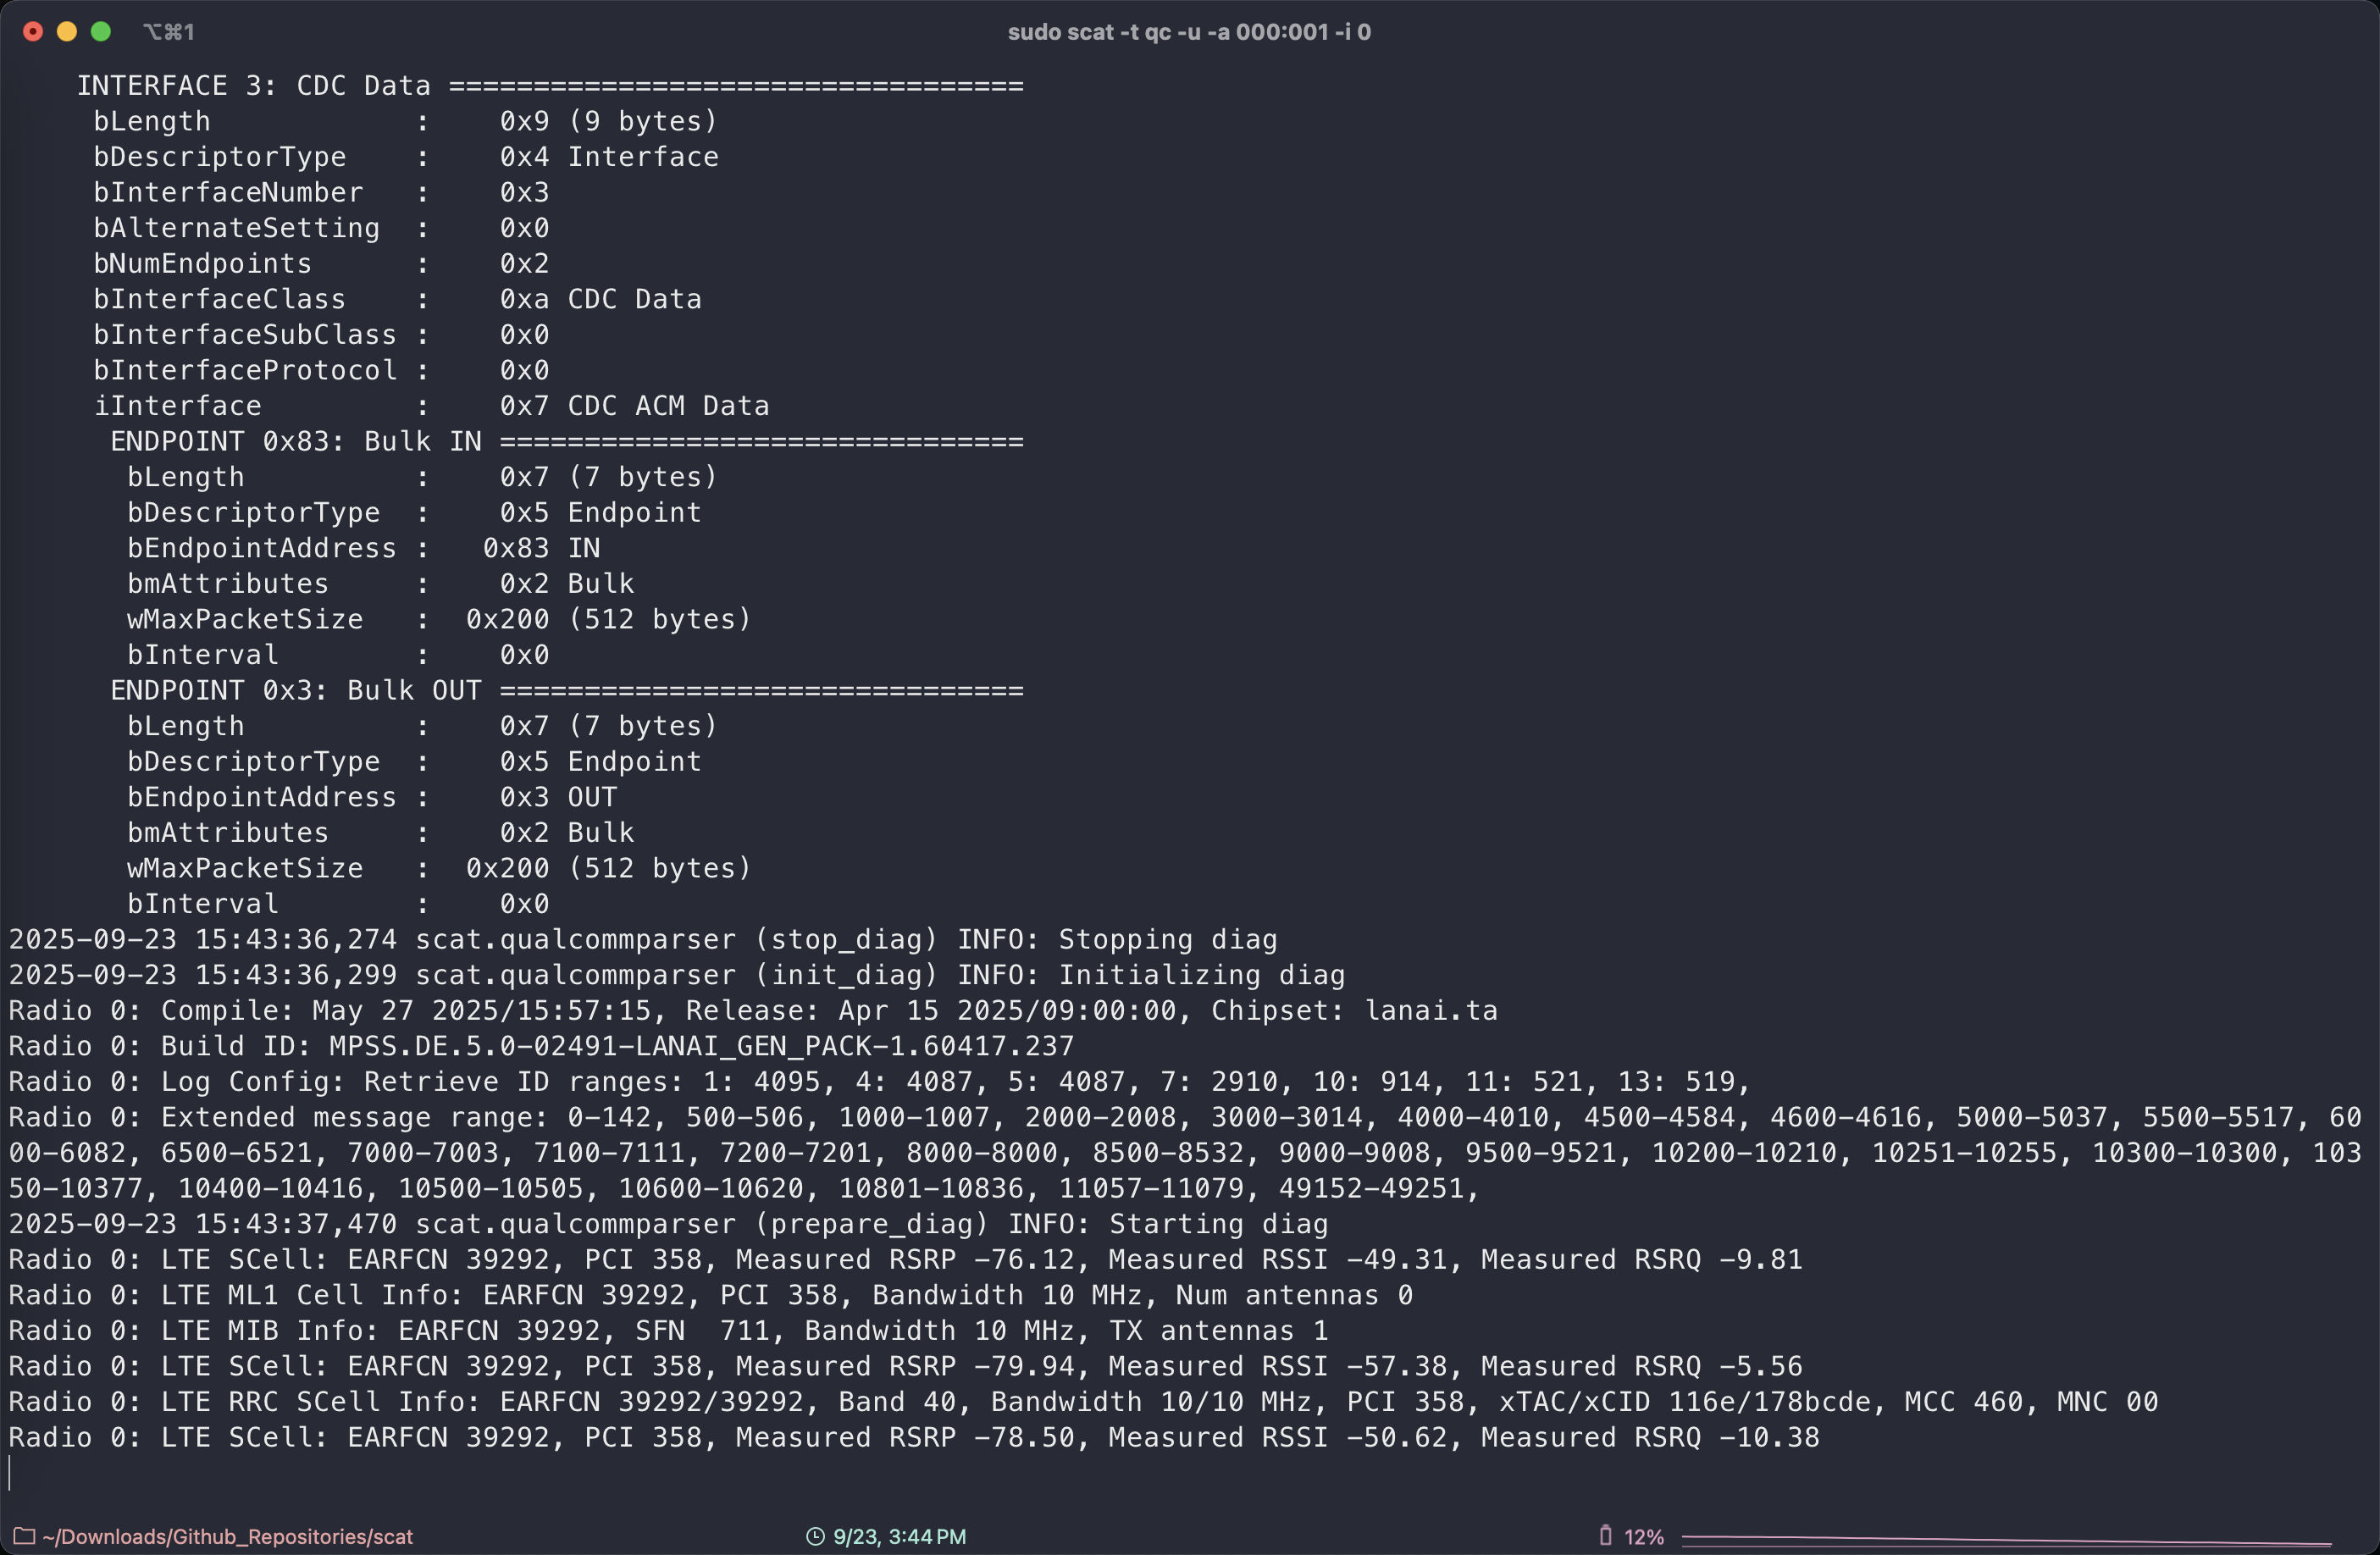 ⌥⌘1
sudo scat -t qc -u -a 000:001 -i 0
INTERFACE 3: CDC Data ==================================
bLength            :    0x9 (9 bytes)
bDescriptorType    :    0x4 Interface
bInterfaceNumber   :    0x3
bAlternateSetting  :    0x0
bNumEndpoints      :    0x2
bInterfaceClass    :    0xa CDC Data
bInterfaceSubClass :    0x0
bInterfaceProtocol :    0x0
iInterface         :    0x7 CDC ACM Data
ENDPOINT 0x83: Bulk IN ===============================
bLength          :    0x7 (7 bytes)
bDescriptorType  :    0x5 Endpoint
bEndpointAddress :   0x83 IN
bmAttributes     :    0x2 Bulk
wMaxPacketSize   :  0x200 (512 bytes)
bInterval        :    0x0
ENDPOINT 0x3: Bulk OUT ===============================
bLength          :    0x7 (7 bytes)
bDescriptorType  :    0x5 Endpoint
bEndpointAddress :    0x3 OUT
bmAttributes     :    0x2 Bulk
wMaxPacketSize   :  0x200 (512 bytes)
bInterval        :    0x0
2025-09-23 15:43:36,274 scat.qualcommparser (stop_diag) INFO: Stopping diag
2025-09-23 15:43:36,299 scat.qualcommparser (init_diag) INFO: Initializing diag
Radio 0: Compile: May 27 2025/15:57:15, Release: Apr 15 2025/09:00:00, Chipset: lanai.ta
Radio 0: Build ID: MPSS.DE.5.0-02491-LANAI_GEN_PACK-1.60417.237
Radio 0: Log Config: Retrieve ID ranges: 1: 4095, 4: 4087, 5: 4087, 7: 2910, 10: 914, 11: 521, 13: 519,
Radio 0: Extended message range: 0-142, 500-506, 1000-1007, 2000-2008, 3000-3014, 4000-4010, 4500-4584, 4600-4616, 5000-5037, 5500-5517, 60
00-6082, 6500-6521, 7000-7003, 7100-7111, 7200-7201, 8000-8000, 8500-8532, 9000-9008, 9500-9521, 10200-10210, 10251-10255, 10300-10300, 103
50-10377, 10400-10416, 10500-10505, 10600-10620, 10801-10836, 11057-11079, 49152-49251,
2025-09-23 15:43:37,470 scat.qualcommparser (prepare_diag) INFO: Starting diag
Radio 0: LTE SCell: EARFCN 39292, PCI 358, Measured RSRP -76.12, Measured RSSI -49.31, Measured RSRQ -9.81
Radio 0: LTE ML1 Cell Info: EARFCN 39292, PCI 358, Bandwidth 10 MHz, Num antennas 0
Radio 0: LTE MIB Info: EARFCN 39292, SFN  711, Bandwidth 10 MHz, TX antennas 1
Radio 0: LTE SCell: EARFCN 39292, PCI 358, Measured RSRP -79.94, Measured RSSI -57.38, Measured RSRQ -5.56
Radio 0: LTE RRC SCell Info: EARFCN 39292/39292, Band 40, Bandwidth 10/10 MHz, PCI 358, xTAC/xCID 116e/178bcde, MCC 460, MNC 00
Radio 0: LTE SCell: EARFCN 39292, PCI 358, Measured RSRP -78.50, Measured RSSI -50.62, Measured RSRQ -10.38
~/Downloads/Github_Repositories/scat
9/23, 3:44 PM
12%